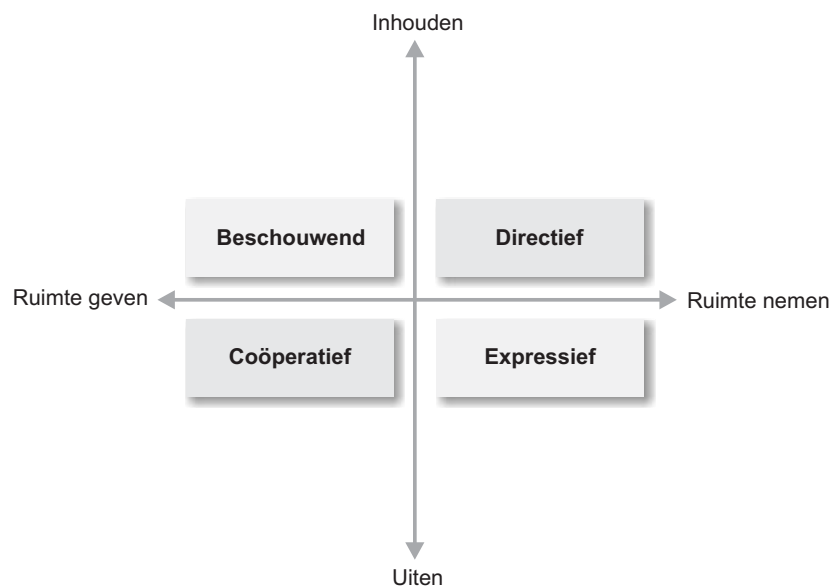 Inhouden
Beschouwend
Directief
Ruimte geven
Ruimte nemen
Coöperatief
Expressief
Uiten